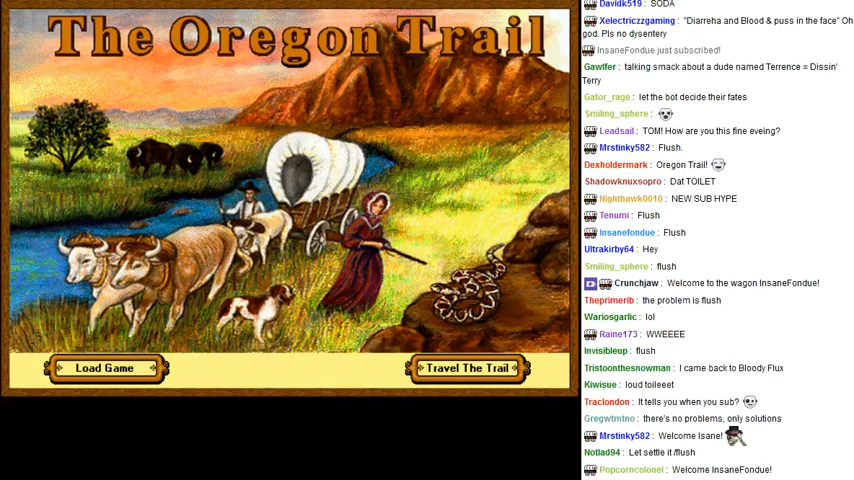 The Oregon Trail
Load Game
Travel The Trail
Davidk519 : SODA
Xelectriczzgaming : "Diarreha and Blood & puss in the face" Oh
god. Pls no dysentery
InsaneFondue just subscribed!
Gawlfer : talking smack about a dude named Terrence = Dissin'
Terry
Gator_rage : let the bot decide their fates
Smiling_sphere :
Leadsail : TOM! How are you this fine eveing?
Mrstinky582 : Flush.
Dexholdermark : Oregon Trail!
Shadowknuxsopro : Dat TOILET
Nighthawk0010 : NEW SUB HYPE
Tenumi : Flush
Insanefondue : Flush
Ultrakirby64 : Hey
Smiling_sphere : flush
Crunchjaw : Welcome to the wagon InsaneFondue!
Theprimerib : the problem is flush
Wariosgarlic : lol
Raine173 : WWEEEE
Invisibleup : flush
Tristoonthesnowman : I came back to Bloody Flux
Kiwisue : loud toileeet
Traclondon : It tells you when you sub?
Gregwtmtno : there's no problems, only solutions
Mrstinky582 : Welcome Isane!
Notlad94 : Let settle it /flush
Popcorncolonel : Welcome InsaneFondue!